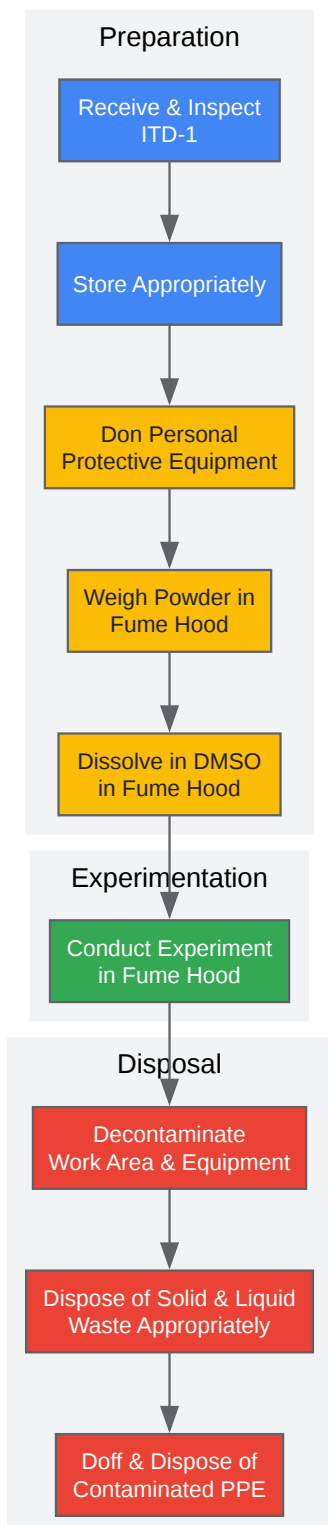 Preparation
Receive & Inspect
ITD-1
Store Appropriately
Don Personal
Protective Equipment
Weigh Powder in
Fume Hood
Dissolve in DMSO
in Fume Hood
Experimentation
Conduct Experiment
in Fume Hood
Disposal
Decontaminate
Work Area & Equipment
Dispose of Solid & Liquid
Waste Appropriately
Doff & Dispose of
Contaminated PPE